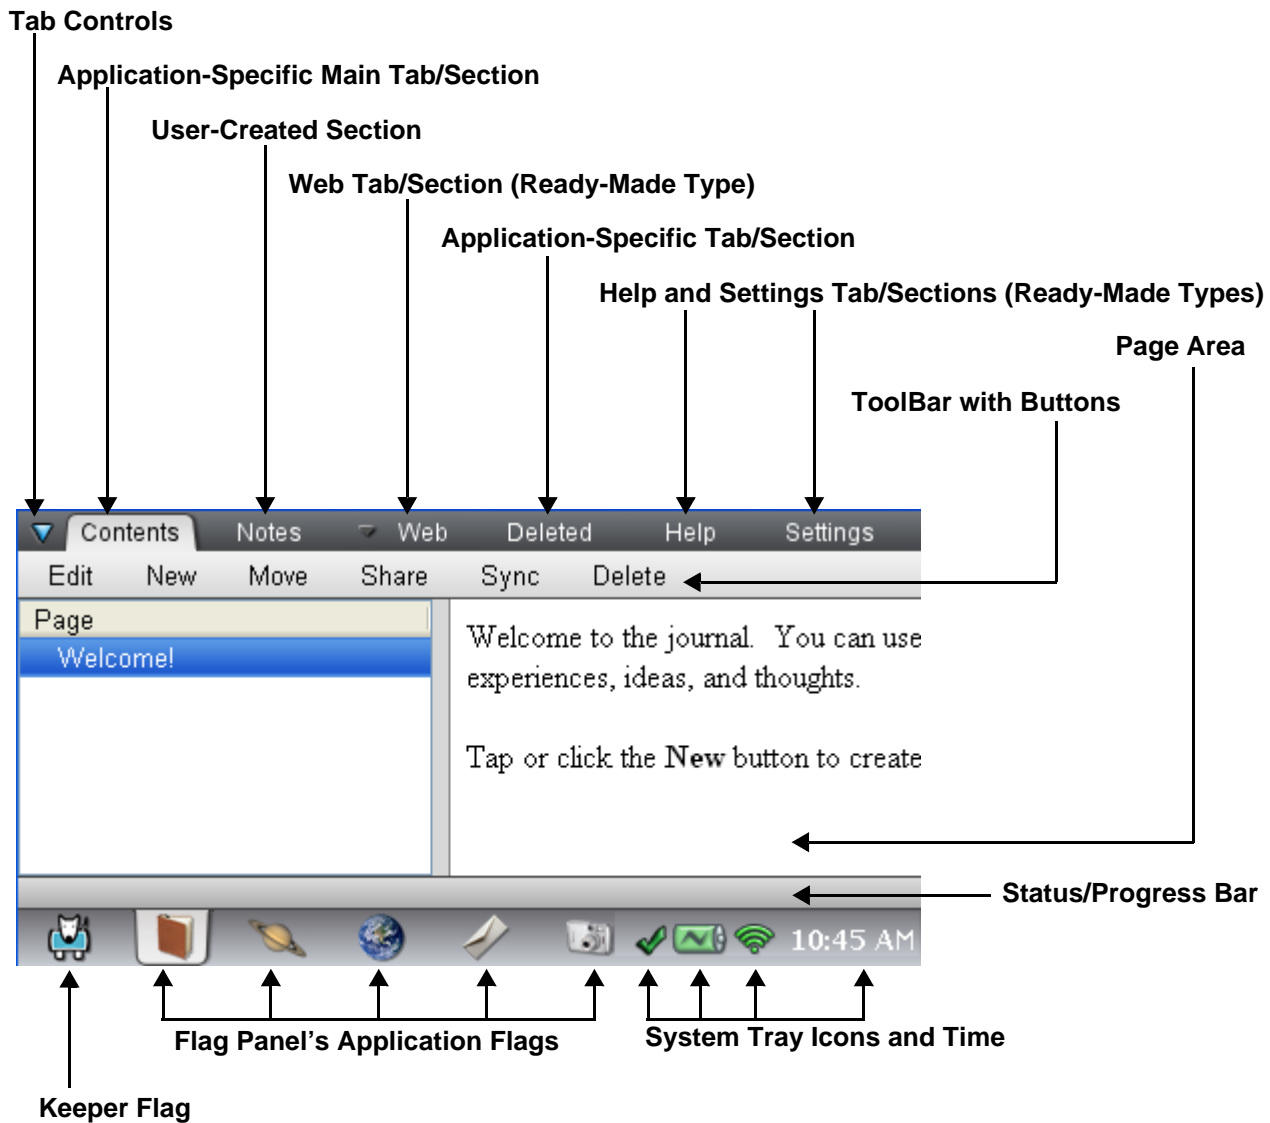 Tab Controls
Application-Specific Main Tab/Section
User-Created Section
Web Tab/Section (Ready-Made Type)
Application-Specific Tab/Section
Help and Settings Tab/Sections (Ready-Made Types)
Page Area
ToolBar with Buttons
Contents Notes Web Deleted Help Settings
Edit New Move Share Sync Delete
Page
Welcome!
Welcome to the journal. You can use
experiences, ideas, and thoughts.
Tap or click the New button to create
Status/Progress Bar
10:45 AM
Flag Panel's Application Flags
System Tray Icons and Time
Keeper Flag